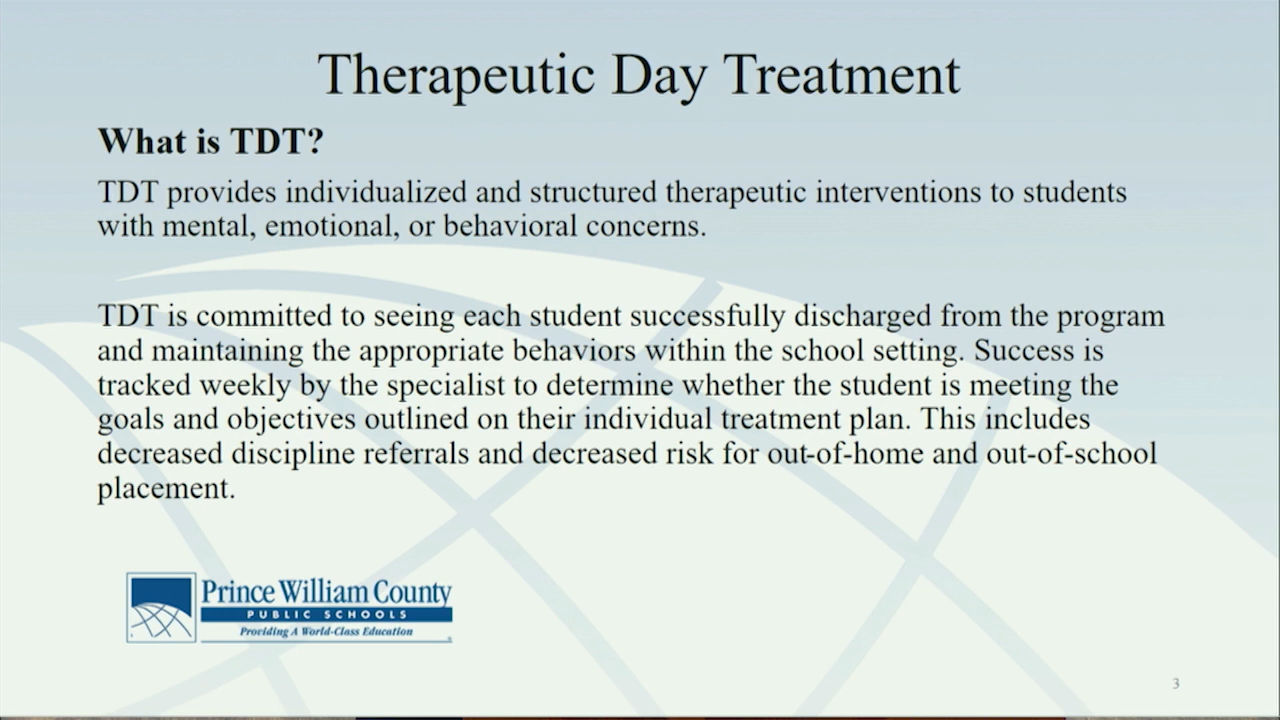 Therapeutic Day Treatment
What is TDT?
TDT provides individualized and structured therapeutic interventions to students
with mental, emotional, or behavioral concerns.
TDT is committed to seeing each student successfully discharged from the program
and maintaining the appropriate behaviors within the school setting. Success is
tracked weekly by the specialist to determine whether the student is meeting the
goals and objectives outlined on their individual treatment plan. This includes
decreased discipline referrals and decreased risk for out-of-home and out-of-school
placement.
Prince William County
PUBLIC SCHOOLS
Providing A World-Class Education
3